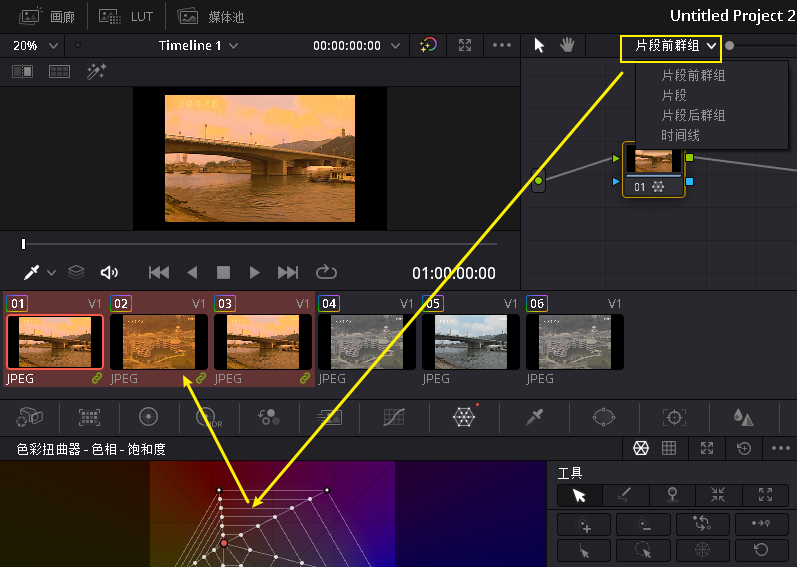 画廊 LUT 媒体池 Untitled Project 2
20% Timeline 1 00:00:00:00 片段前群组
片段前群组
片段
片段后群组
时间线
01
01:00:00:00
01 V1 02 V1 03 V1 04 V1 05 V1 06 V1
JPEG JPEG JPEG JPEG JPEG JPEG
HDR
色彩扭曲器 - 色相 - 饱和度
工具